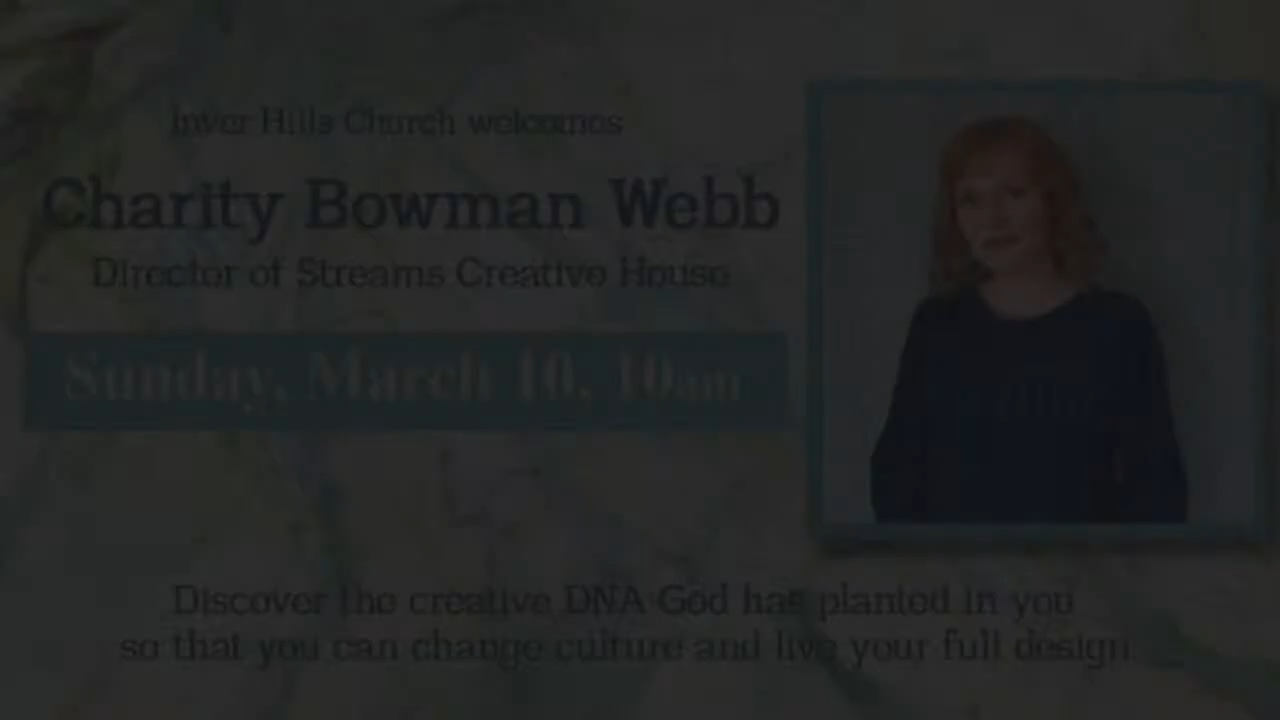 Inver Hills Church welcomes
Charity Bowman Webb
Director of Streams Creative House
Sunday, March 10, 10am
Discover the creative DNA God has planted in you
so that you can change culture and live your full design.